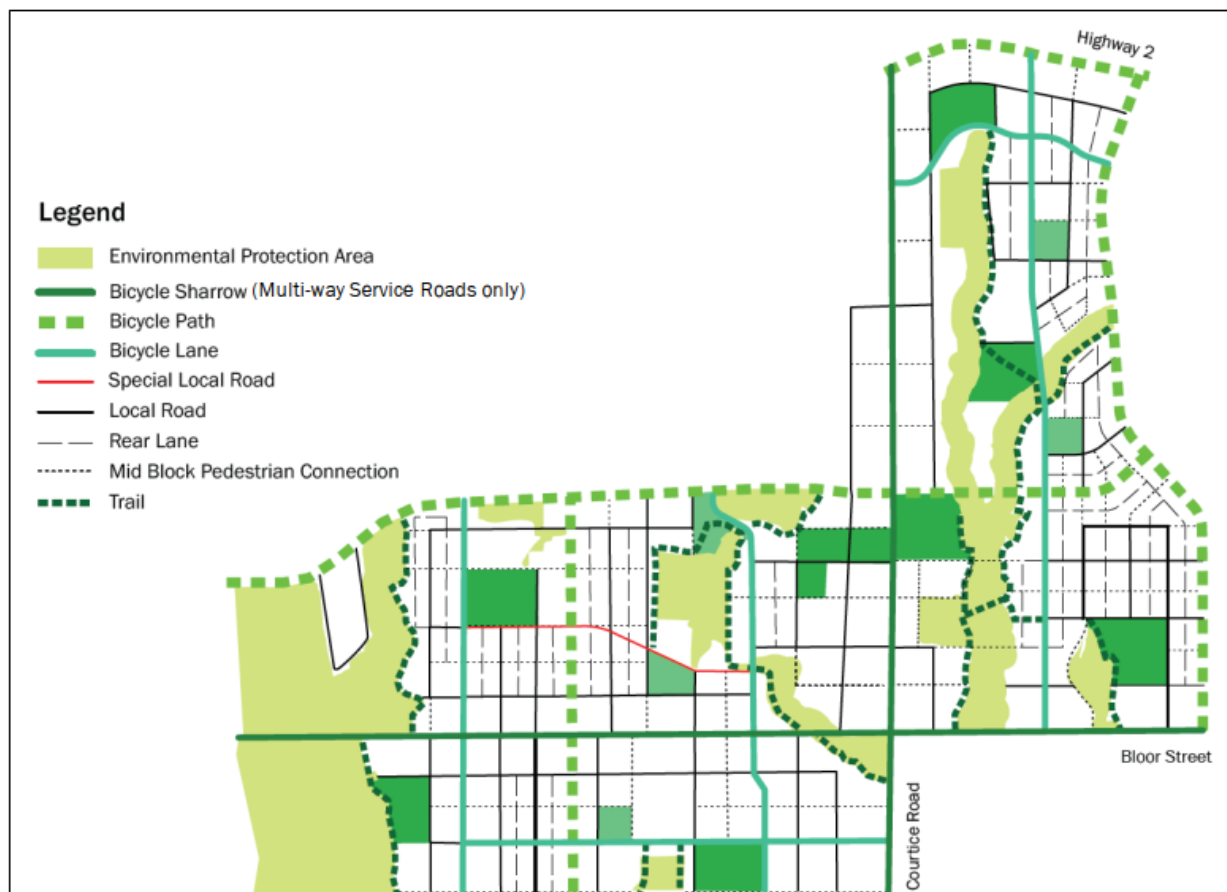 Highway 2
Legend
Environmental Protection Area
Bicycle Sharrow (Multi-way Service Roads only)
Bicycle Path
Bicycle Lane
Special Local Road
Local Road
Rear Lane
Mid Block Pedestrian Connection
Trail
Bloor Street
Courtice Road